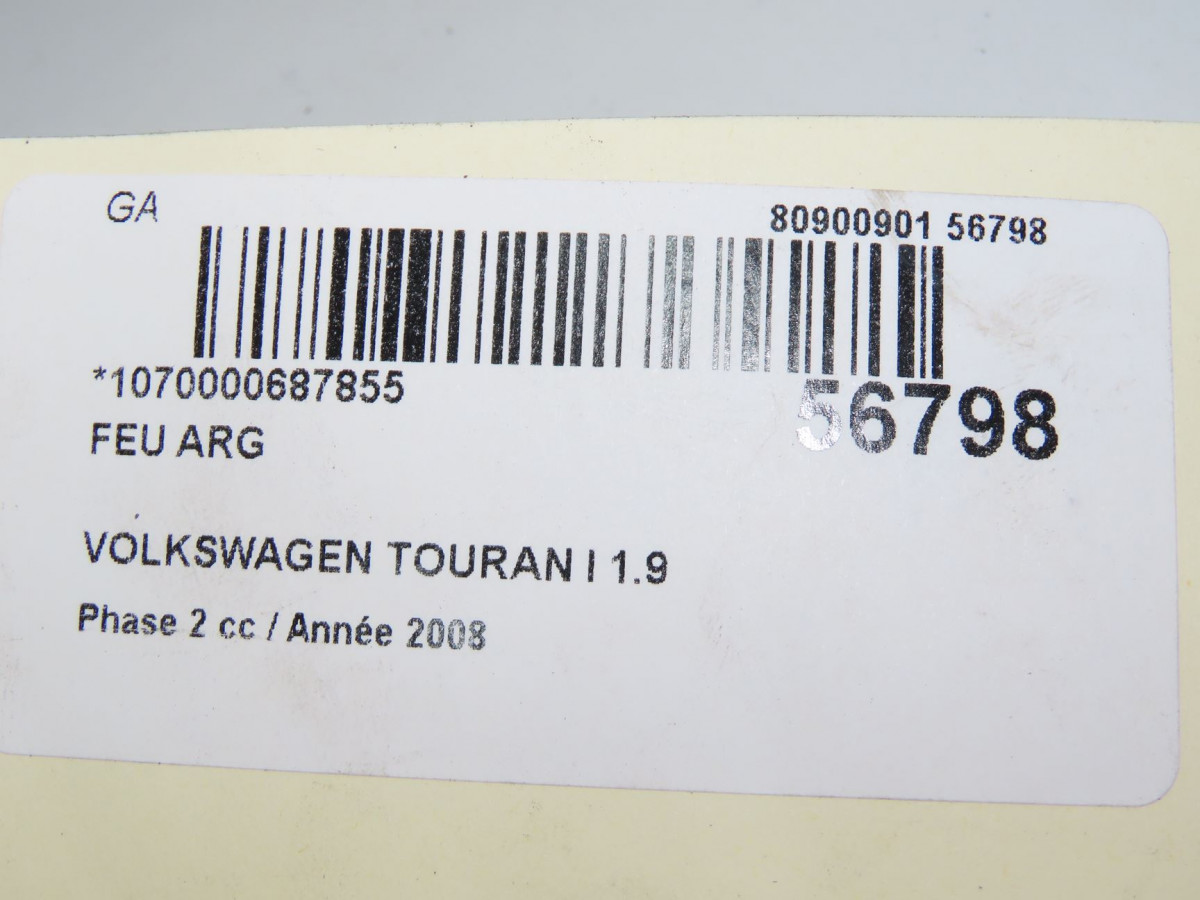 GA
80900901 56798
*1070000687855
56798
FEU ARG
VOLKSWAGEN TOURAN I 1.9
Phase 2 cc / Année 2008